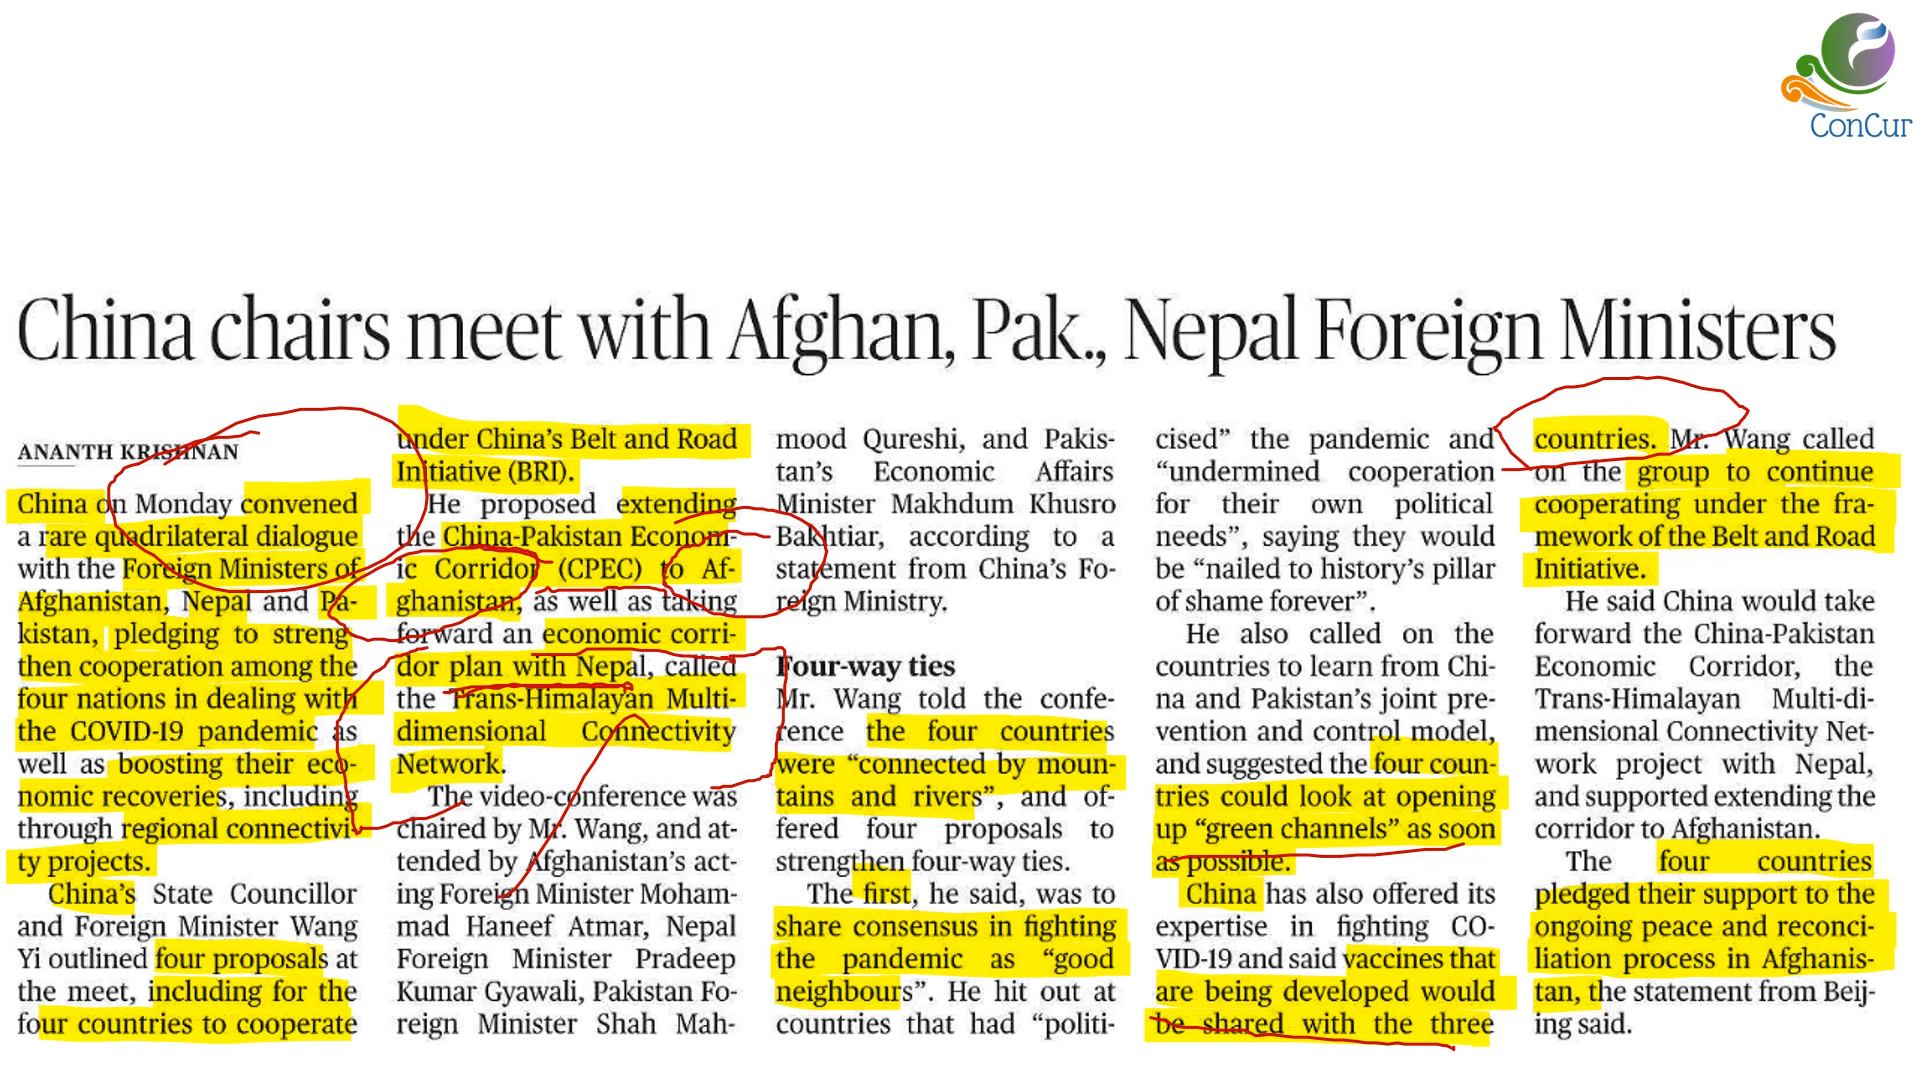 ConCur
China chairs meet with Afghan, Pak., Nepal Foreign Ministers
ANANTH KRISHNAN
China on Monday convened
a rare quadrilateral dialogue
with the Foreign Ministers of
Afghanistan, Nepal and Pa-
kistan, pledging to streng-
then cooperation among the
four nations in dealing with
the COVID-19 pandemic as
well as boosting their eco-
nomic recoveries, including
through regional connectivi-
ty projects.
China’s State Councillor
and Foreign Minister Wang
Yi outlined four proposals at
the meet, including for the
four countries to cooperate
under China’s Belt and Road
Initiative (BRI).
He proposed extending
the China-Pakistan Econom-
ic Corridor (CPEC) to Af-
ghanistan, as well as taking
forward an economic corri-
dor plan with Nepal, called
the Trans-Himalayan Multi-
dimensional Connectivity
Network.
The video-conference was
chaired by Mr. Wang, and at-
tended by Afghanistan’s act-
ing Foreign Minister Moham-
mad Haneef Atmar, Nepal
Foreign Minister Pradeep
Kumar Gyawali, Pakistan Fo-
reign Minister Shah Mah-
mood Qureshi, and Pakis-
tan’s Economic Affairs
Minister Makhdum Khusro
Bakhtiar, according to a
statement from China’s Fo-
reign Ministry.
Four-way ties
Mr. Wang told the confe-
rence the four countries
were “connected by moun-
tains and rivers”, and of-
fered four proposals to
strengthen four-way ties.
The first, he said, was to
share consensus in fighting
the pandemic as “good
neighbours”. He hit out at
countries that had “politi-
cised” the pandemic and
“undermined cooperation
for their own political
needs”, saying they would
be “nailed to history’s pillar
of shame forever”.
He also called on the
countries to learn from Chi-
na and Pakistan’s joint pre-
vention and control model,
and suggested the four coun-
tries could look at opening
up “green channels” as soon
as possible.
China has also offered its
expertise in fighting CO-
VID-19 and said vaccines that
are being developed would
be shared with the three
countries. Mr. Wang called
on the group to continue
cooperating under the fra-
mework of the Belt and Road
Initiative.
He said China would take
forward the China-Pakistan
Economic Corridor, the
Trans-Himalayan Multi-di-
mensional Connectivity Net-
work project with Nepal,
and supported extending the
corridor to Afghanistan.
The four countries
pledged their support to the
ongoing peace and reconci-
liation process in Afghanis-
tan, the statement from Beij-
ing said.